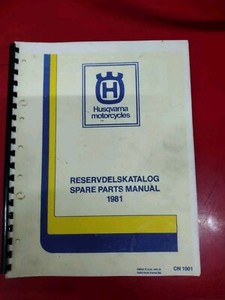 Husqvarna
motorcycles
RESERVDELSKATALOG
SPARE PARTS MANUAL
1981
CN 1001